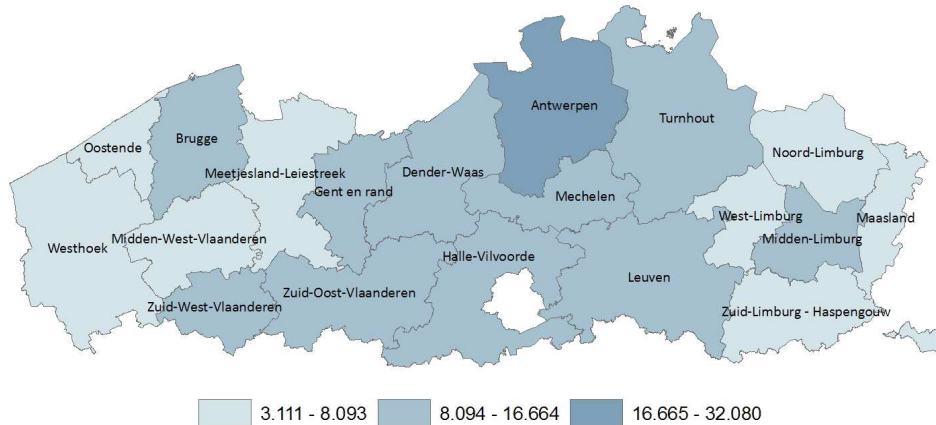 Antwerpen
Turnhout
Brugge
Oostende
Noord-Limburg
Meetjesland-Leiestreek
Dender-Waas
Gent en rand
Mechelen
West-Limburg
Maasland
Midden-West-Vlaanderen
Midden-Limburg
Westhoek
Halle-Vilvoorde
Leuven
Zuid-Oost-Vlaanderen
Zuid-West-Vlaanderen
Zuid-Limburg - Haspengouw
3.111 - 8.093
8.094 - 16.664
16.665 - 32.080